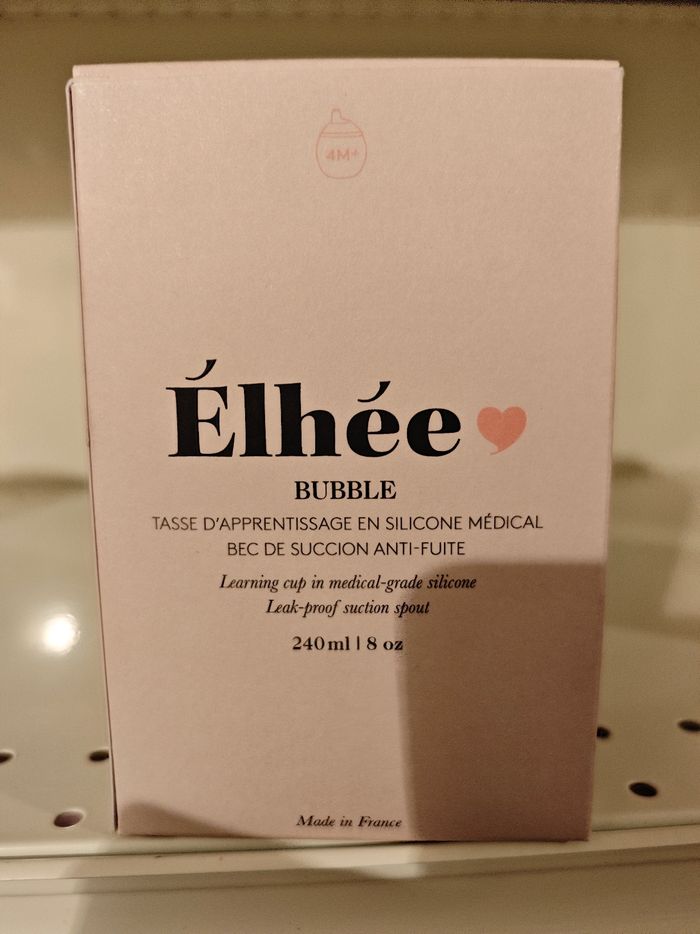 4M+
Élhée
BUBBLE
TASSE D'APPRENTISSAGE EN SILICONE MÉDICAL
BEC DE SUCCION ANTI-FUITE
Learning cup in medical-grade silicone
Leak-proof suction spout
240ml | 8 oz
Made in France